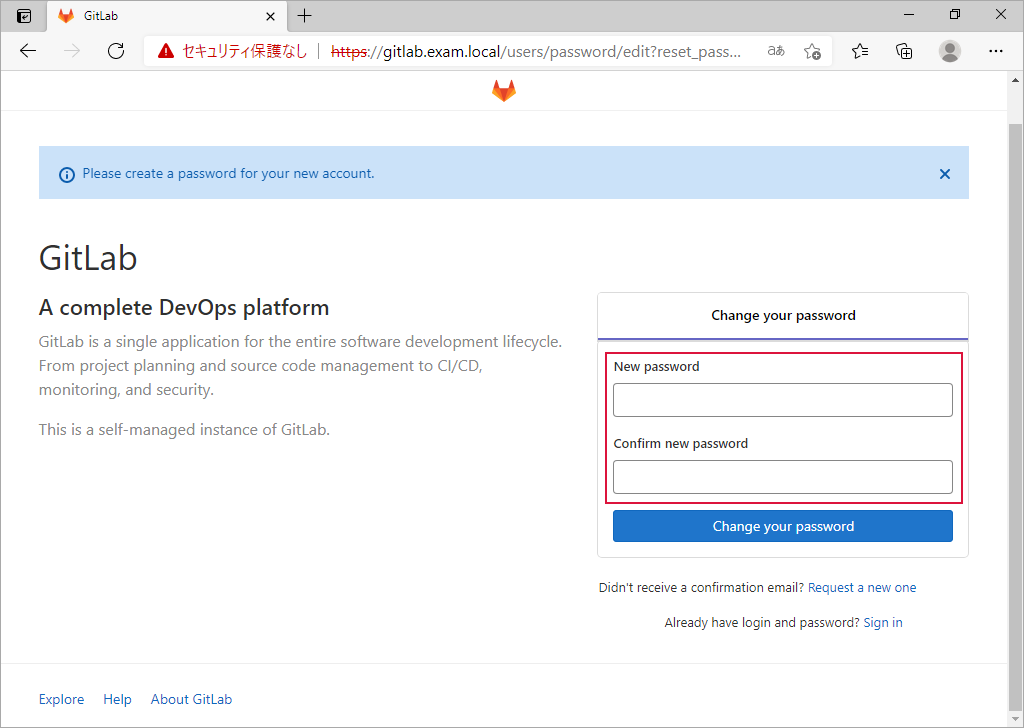 GitLab
セキュリティ保護なし
https://gitlab.exam.local/users/password/edit?reset_pass...
aあ
Please create a password for your new account.
GitLab
A complete DevOps platform
GitLab is a single application for the entire software development lifecycle.
From project planning and source code management to CI/CD,
monitoring, and security.
This is a self-managed instance of GitLab.
Change your password
New password
Confirm new password
Change your password
Didn't receive a confirmation email? Request a new one
Already have login and password? Sign in
Explore Help About GitLab